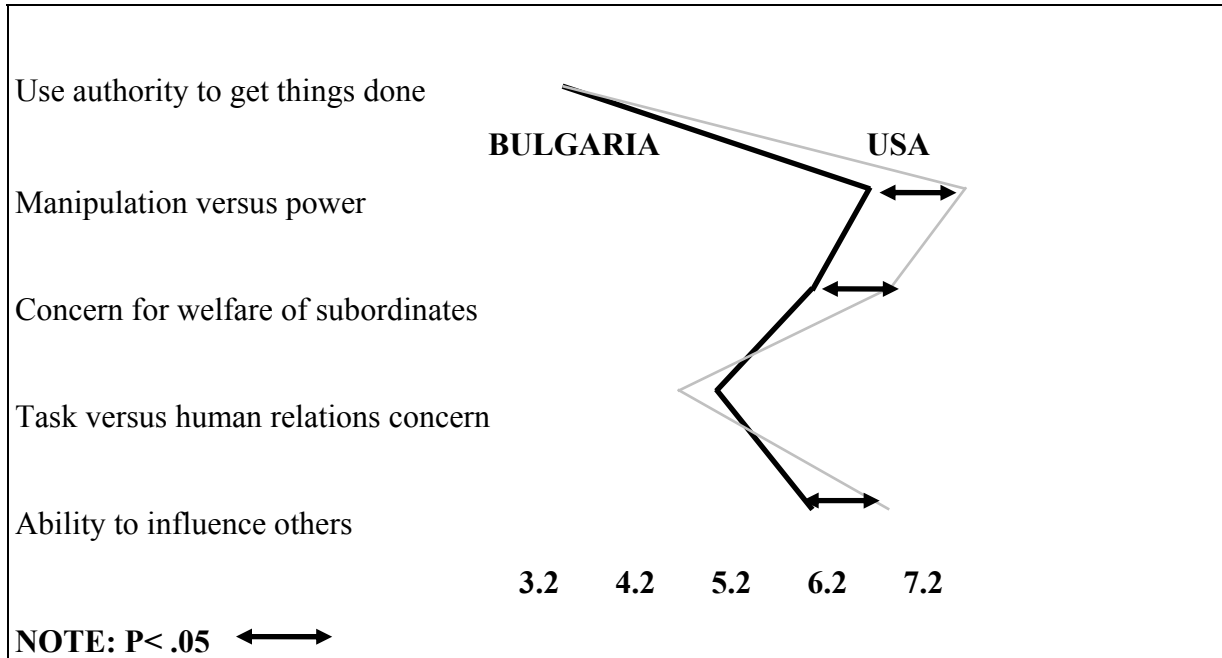 Use authority to get things done
BULGARIA USA
Manipulation versus power
Concern for welfare of subordinates
Task versus human relations concern
Ability to influence others
3.2 4.2 5.2 6.2 7.2
NOTE: P< .05